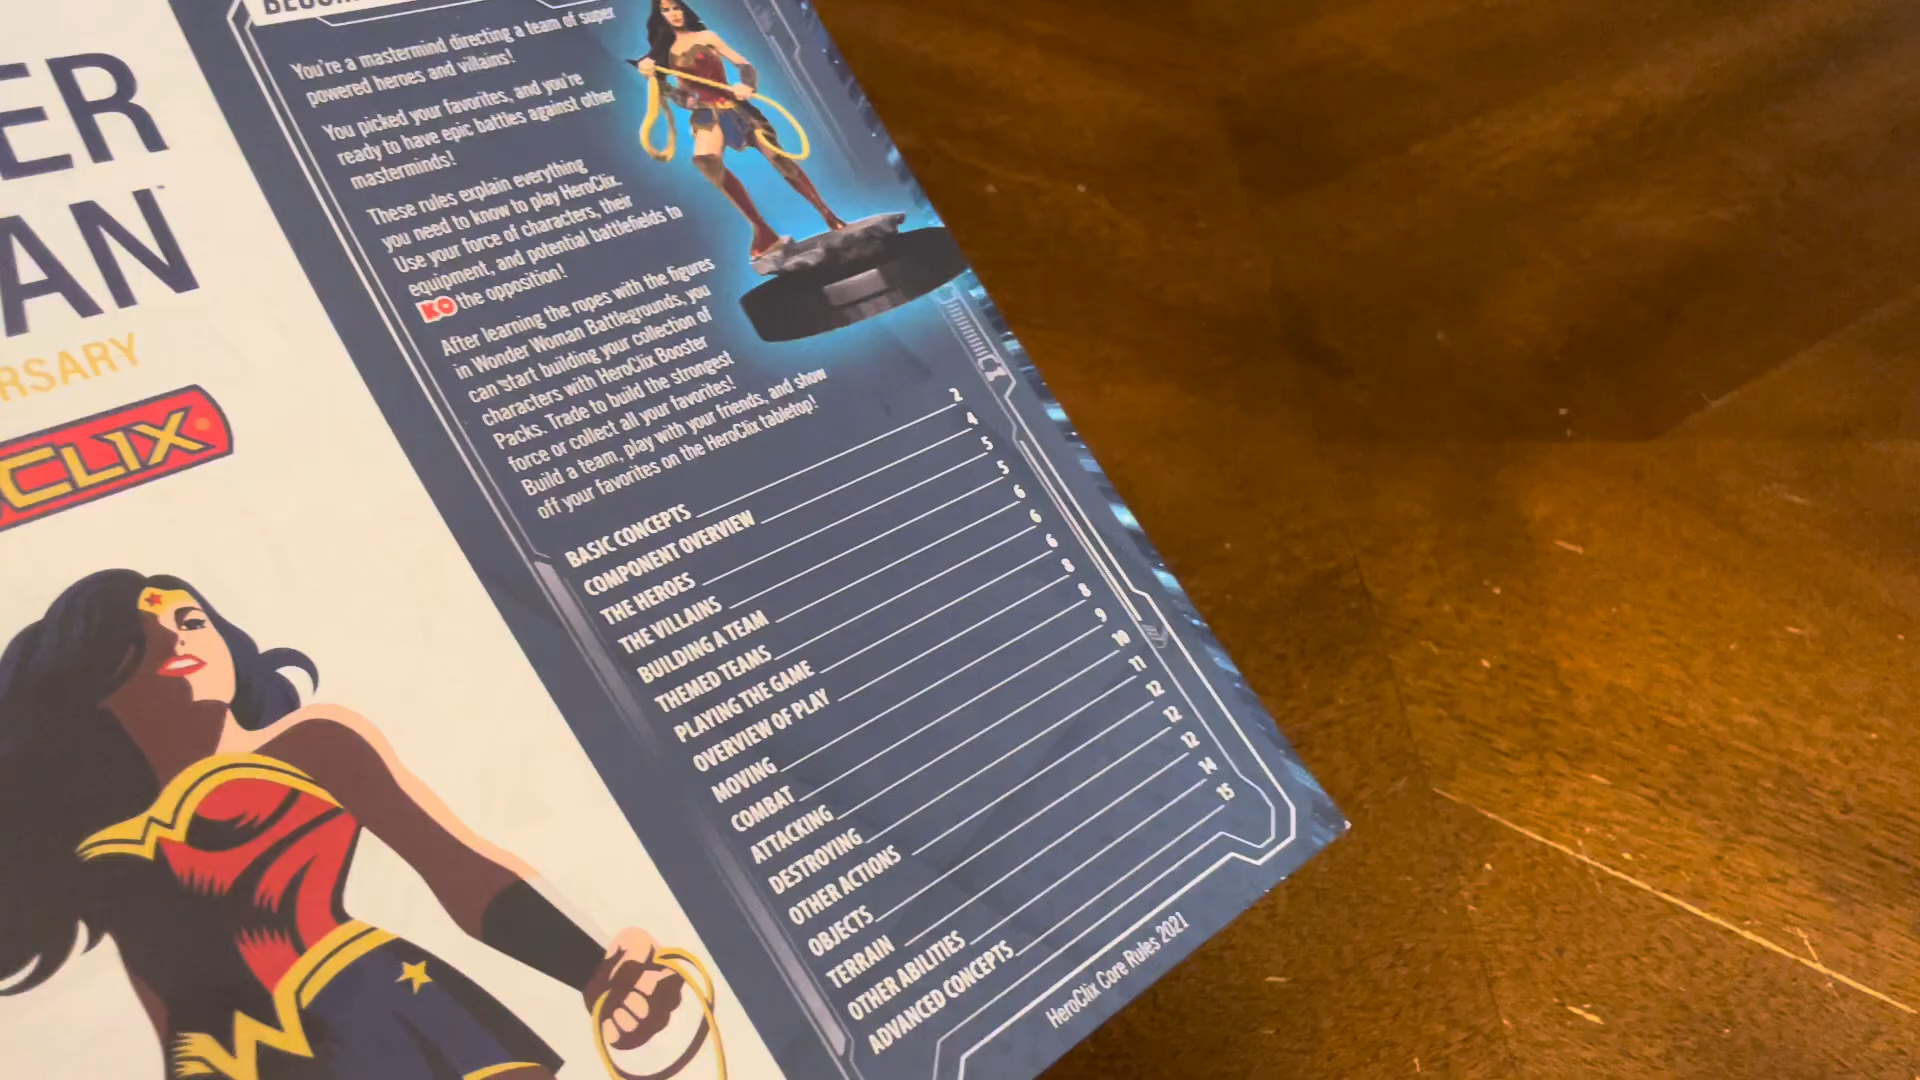 ER
AN
RSARY
CLIX
You're a mastermind directing a team of super
powered heroes and villains!
You picked your favorites, and you're
ready to have epic battles against other
masterminds!
These rules explain everything
you need to know to play HeroClix.
Use your force of characters, their
equipment, and potential battlefields to
KO the opposition!
After learning the ropes with the figures
in Wonder Woman Battlegrounds, you
can start building your collection of
characters with HeroClix Booster
Packs. Trade to build the strongest
force or collect all your favorites!
Build a team, play with your friends, and show
off your favorites on the HeroClix tabletop!
BASIC CONCEPTS 2
COMPONENT OVERVIEW 4
THE HEROES 5
THE VILLAINS 5
BUILDING A TEAM 6
THEMED TEAMS 6
PLAYING THE GAME 6
OVERVIEW OF PLAY 8
MOVING 8
COMBAT 9
ATTACKING 10
DESTROYING 11
OTHER ACTIONS 12
OBJECTS 12
TERRAIN 12
OTHER ABILITIES 14
ADVANCED CONCEPTS 15
HeroClix Core Rules 2021